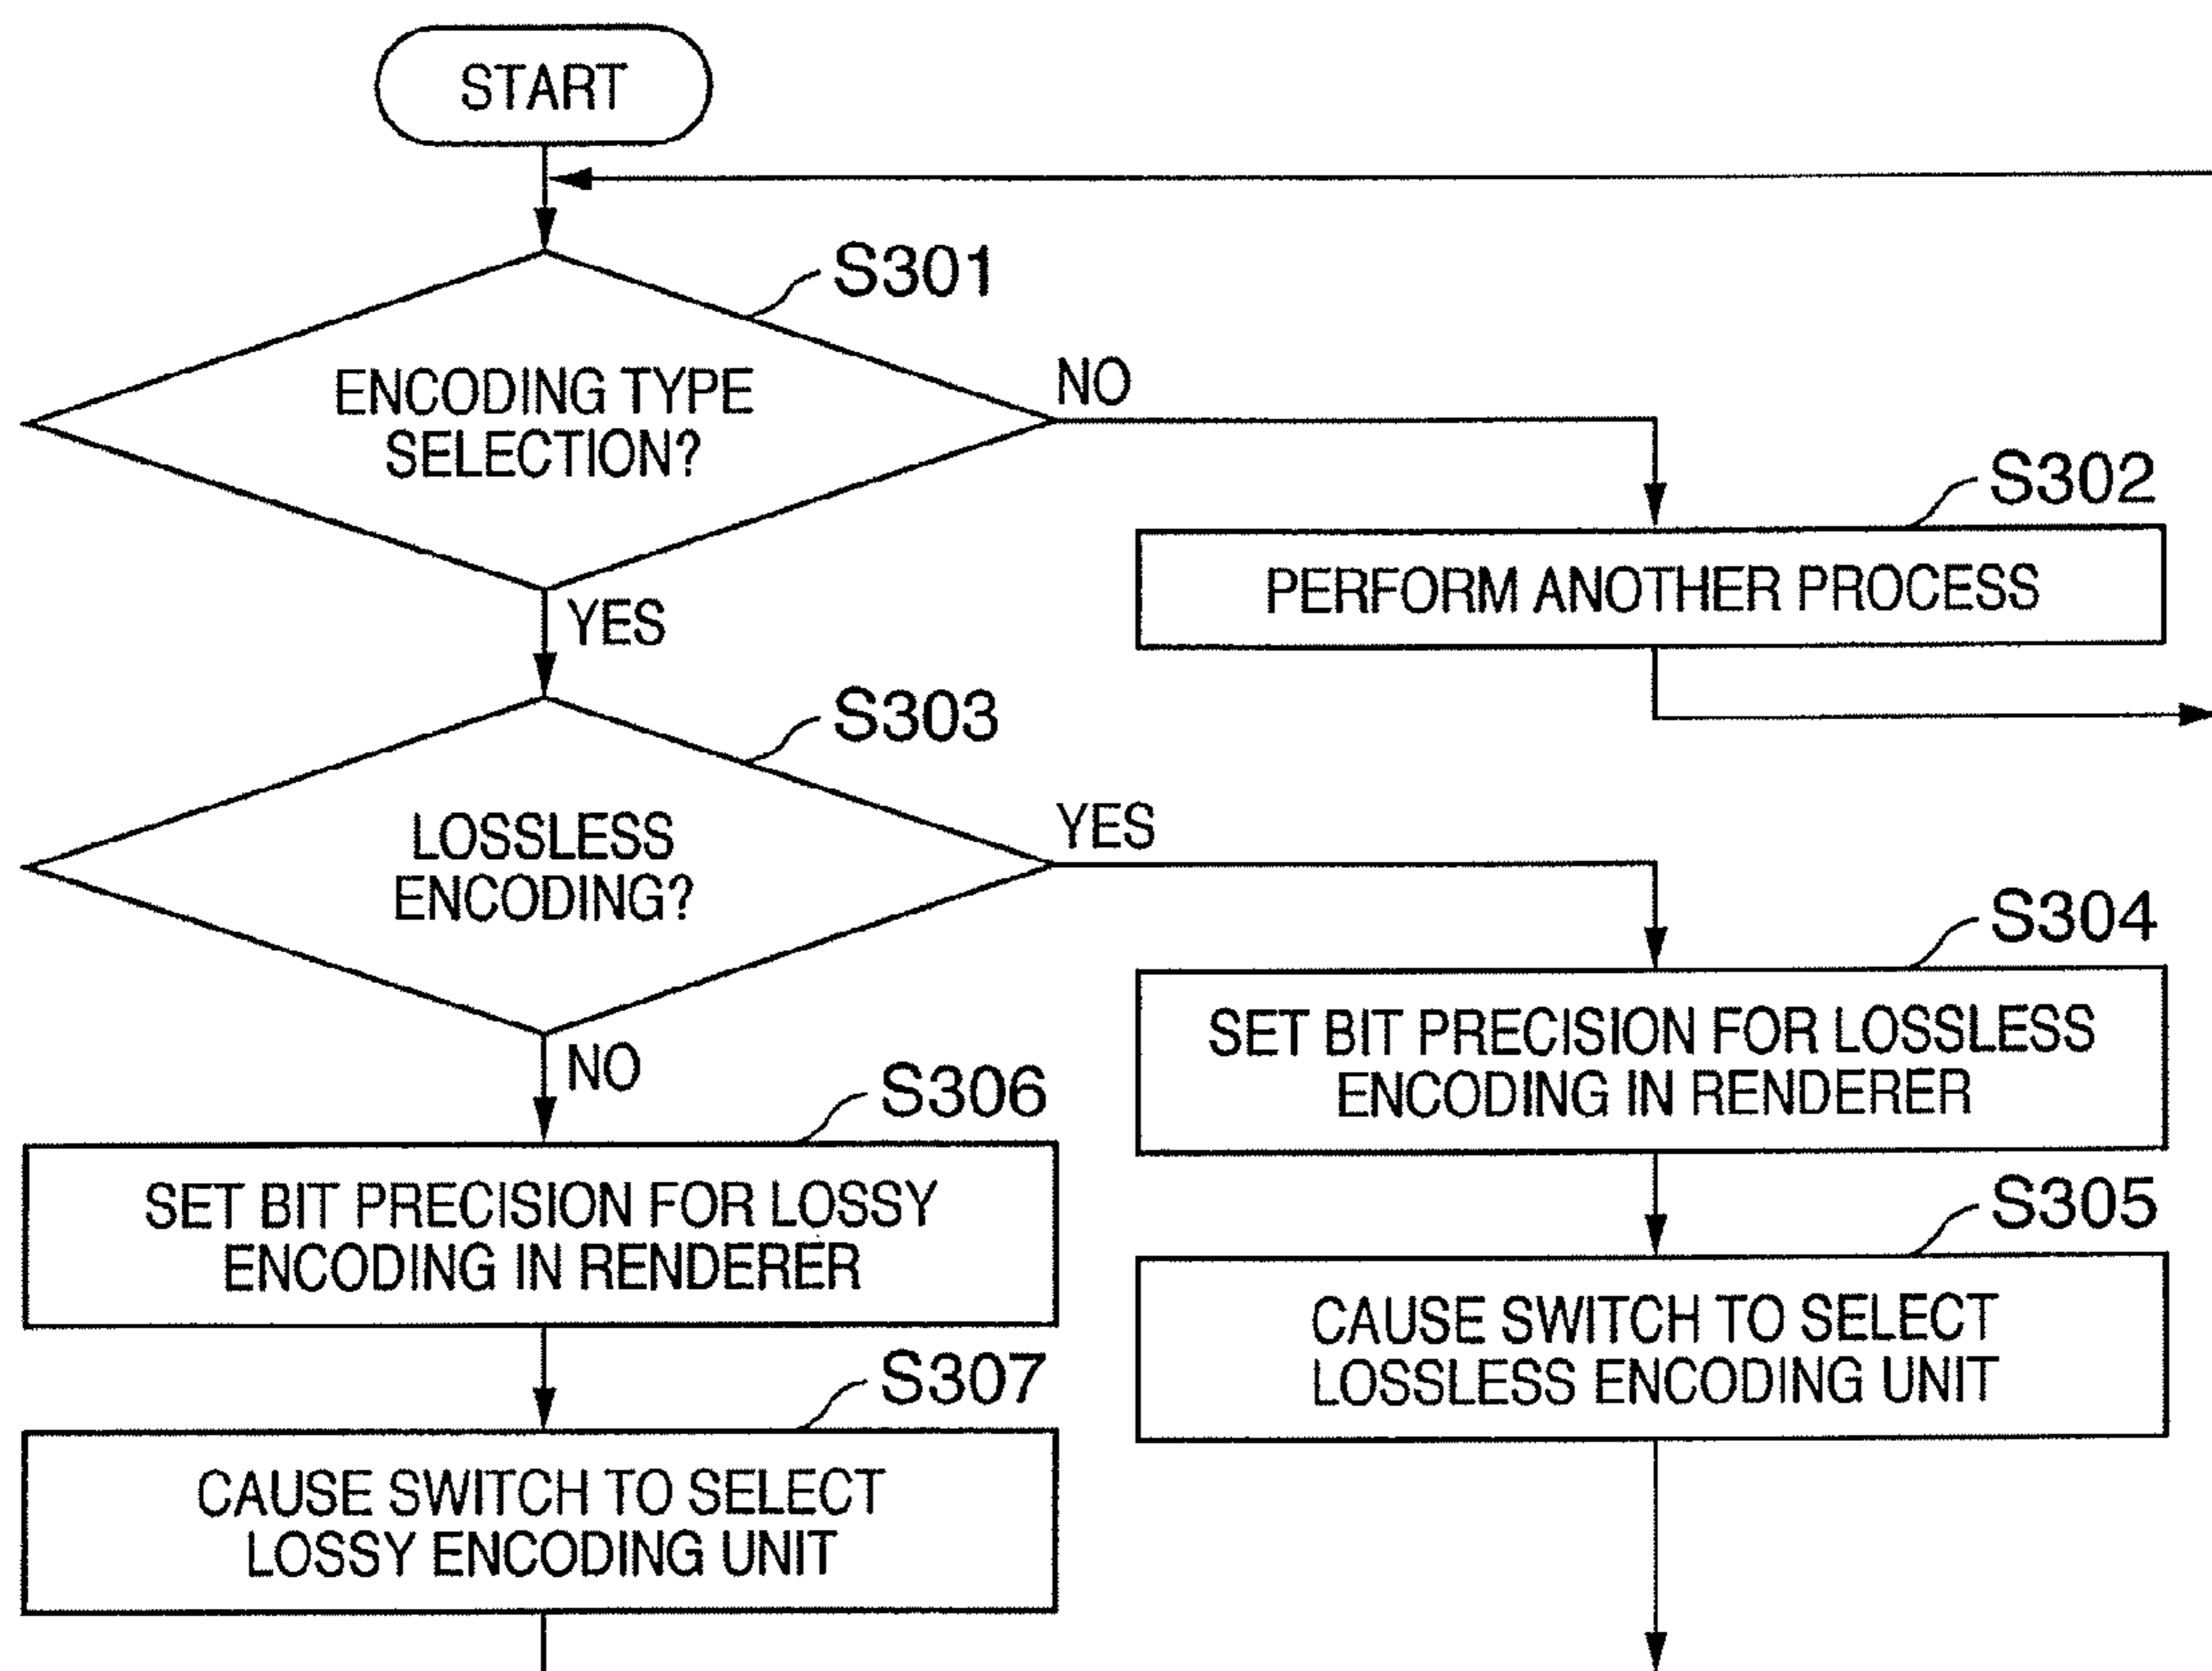 START
S301
ENCODING TYPE
SELECTION?
NO
S302
PERFORM ANOTHER PROCESS
YES
S303
LOSSLESS
ENCODING?
YES
S304
SET BIT PRECISION FOR LOSSLESS
ENCODING IN RENDERER
NO
S306
SET BIT PRECISION FOR LOSSY
ENCODING IN RENDERER
S305
CAUSE SWITCH TO SELECT
LOSSLESS ENCODING UNIT
S307
CAUSE SWITCH TO SELECT
LOSSY ENCODING UNIT